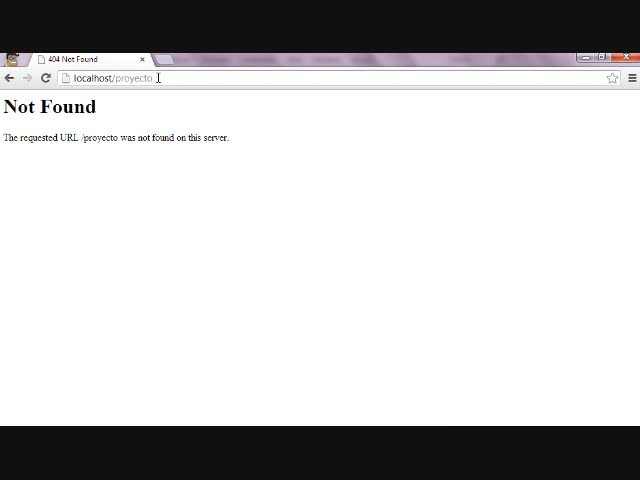 404 Not Found
localhost/proyecto
Not Found
The requested URL /proyecto was not found on this server.